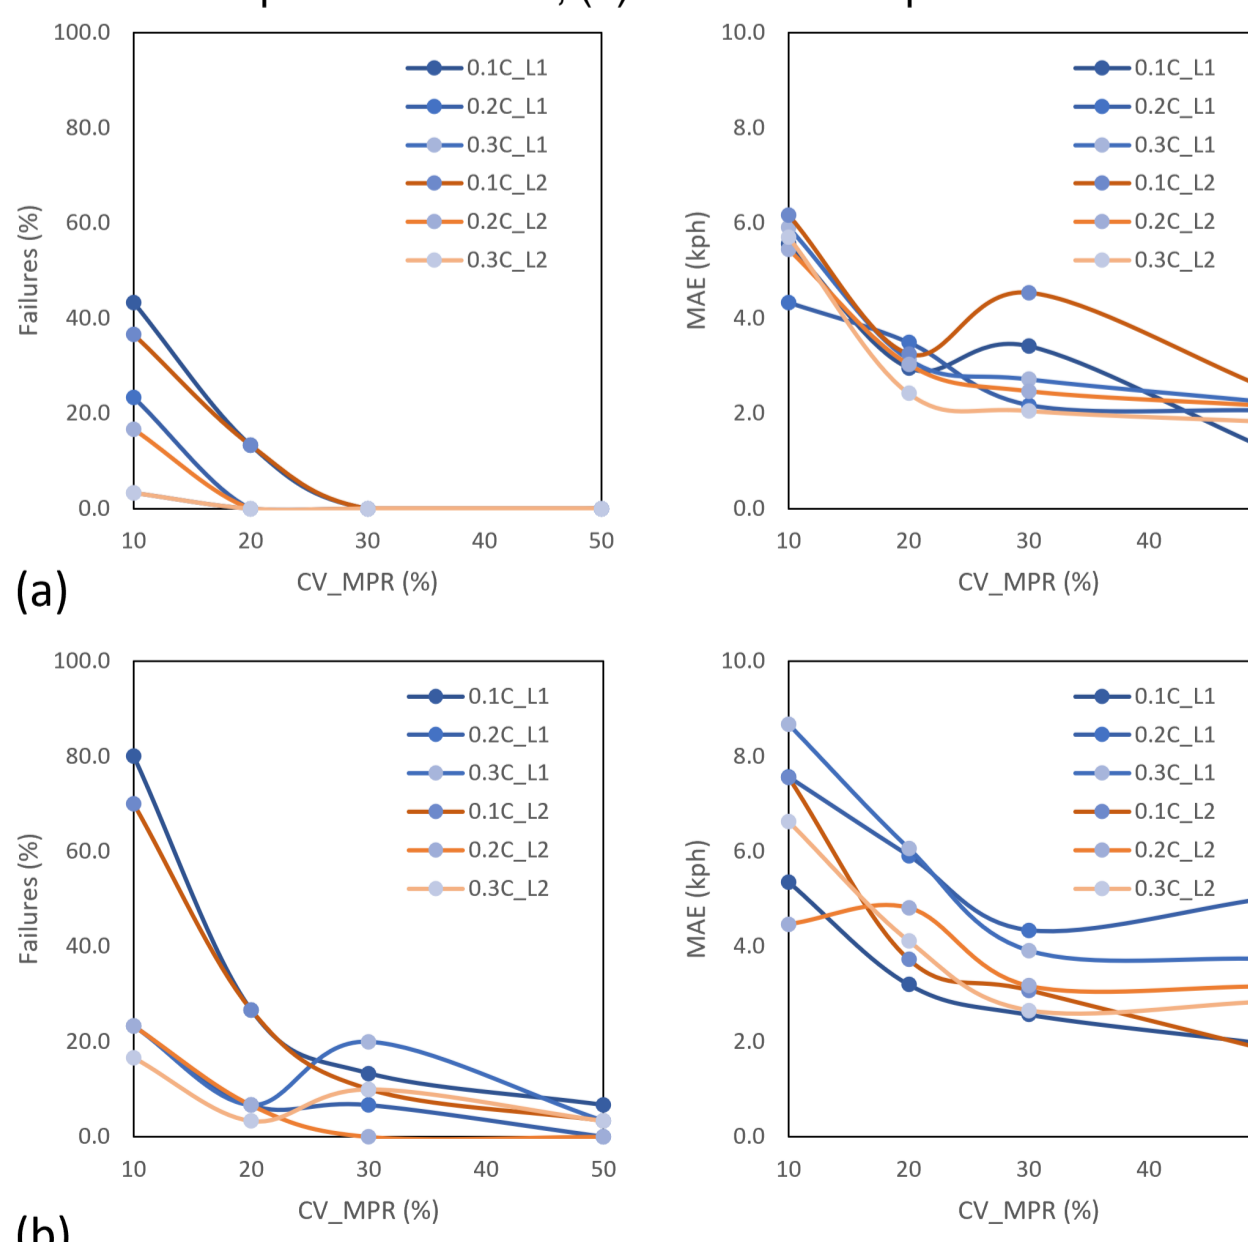 100.0
80.0
60.0
40.0
20.0
0.0
Failures (%)
10 20 30 40 50
CV_MPR (%)
0.1C_L1
0.2C_L1
0.3C_L1
0.1C_L2
0.2C_L2
0.3C_L2
10.0
8.0
6.0
4.0
2.0
0.0
MAE (kph)
10 20 30 40
CV_MPR (%)
0.1C_L1
0.2C_L1
0.3C_L1
0.1C_L2
0.2C_L2
0.3C_L2
(a)
100.0
80.0
60.0
40.0
20.0
0.0
Failures (%)
10 20 30 40 50
CV_MPR (%)
0.1C_L1
0.2C_L1
0.3C_L1
0.1C_L2
0.2C_L2
0.3C_L2
10.0
8.0
6.0
4.0
2.0
0.0
MAE (kph)
10 20 30 40
CV_MPR (%)
0.1C_L1
0.2C_L1
0.3C_L1
0.1C_L2
0.2C_L2
0.3C_L2
(b)